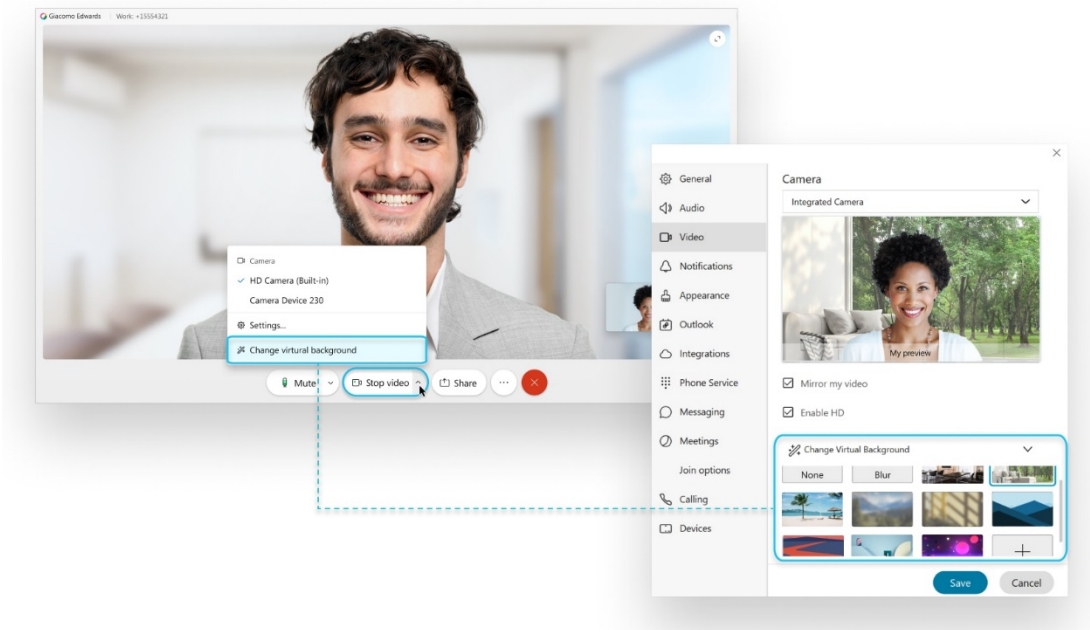 Giacomo Edwards | Work: +15554321
Camera
HD Camera (Built-in)
Camera Device 230
Settings...
Change virtural background
Mute
Stop video
Share
General
Audio
Video
Notifications
Appearance
Outlook
Integrations
Phone Service
Messaging
Meetings
Join options
Calling
Devices
Camera
Integrated Camera
My preview
Mirror my video
Enable HD
Change Virtual Background
None
Blur
Save
Cancel